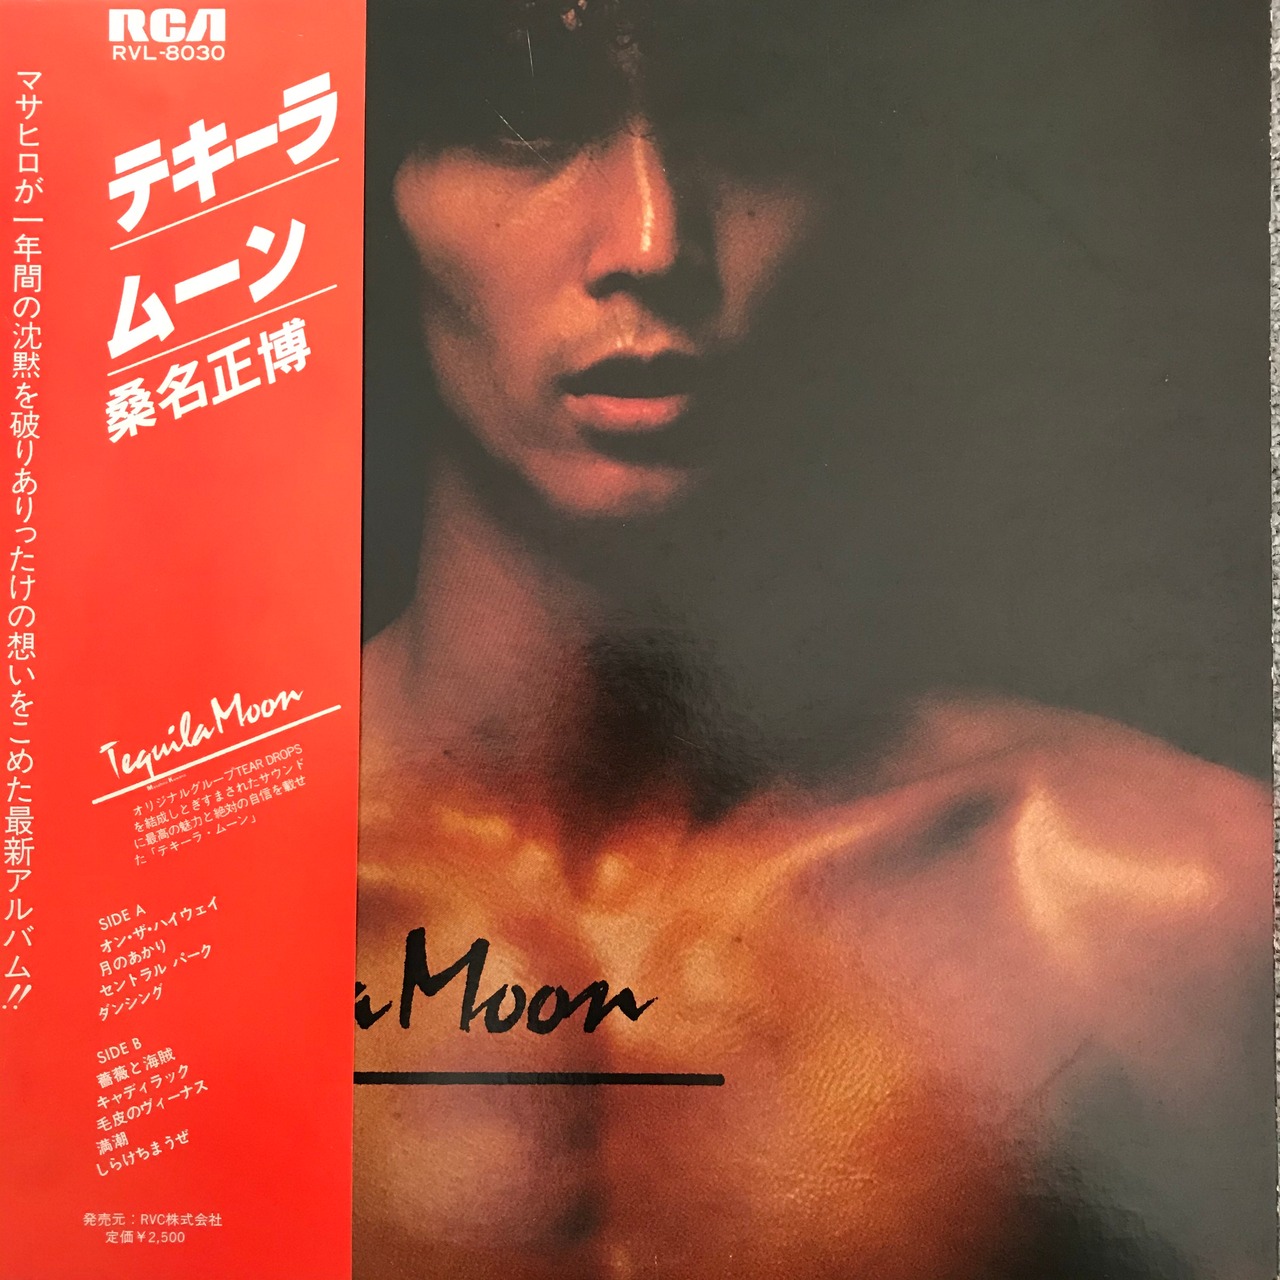 RCA
RVL-8030
マサヒロが一年間の沈黙を破りありったけの想いをこめた最新アルバム!!
テキーラ
ムーン
桑名正博
Tequila Moon
オリジナルグループTEAR DROPS
を結成しとぎすまされたサウンド
に最高の魅力と絶対の自信を載せ
た「テキーラ・ムーン」
SIDE A
オン・ザ・ハイウェイ
月のあかり
セントラル パーク
ダンシング
SIDE B
薔薇と海賊
キャディラック
毛皮のヴィーナス
満潮
しらけちまうぜ
発売元：RVC株式会社
定価￥2,500
a Moon